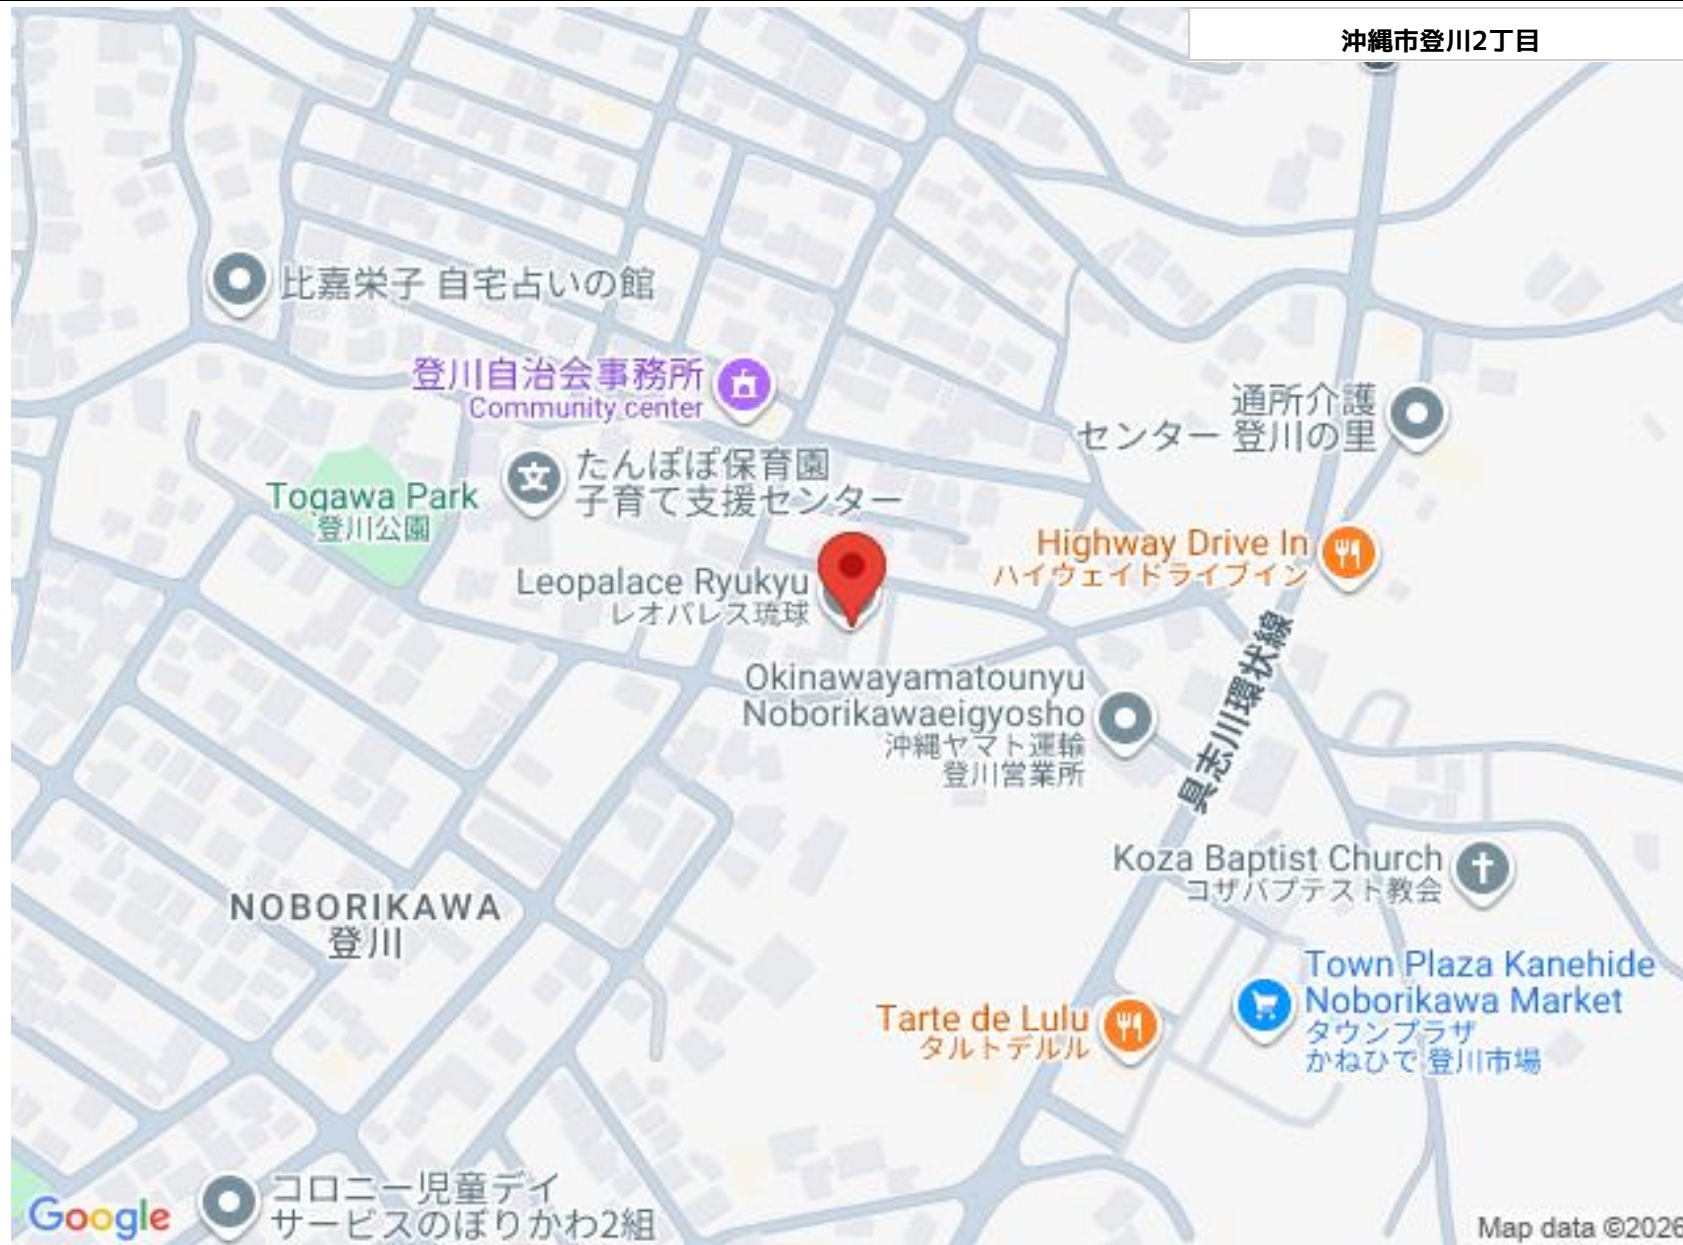 沖縄市登川2丁目
比嘉栄子 自宅占いの館
登川自治会事務所
Community center
通所介護
センター 登川の里
たんぽぽ保育園
子育て支援センター
Togawa Park
登川公園
Highway Drive In
ハイウェイドライブイン
Leopalace Ryukyu
レオパレス琉球
具志川環状線
Okinawayamatounyu
Noborikawaeigyosho
沖縄ヤマト運輸
登川営業所
Koza Baptist Church
コザバプテスト教会
NOBORIKAWA
登川
Town Plaza Kanehide
Noborikawa Market
タウンプラザ
かねひで 登川市場
Tarte de Lulu
タルトデルル
コロニー児童デイ
サービスのぼりかわ2組
Google
Map data ©2026